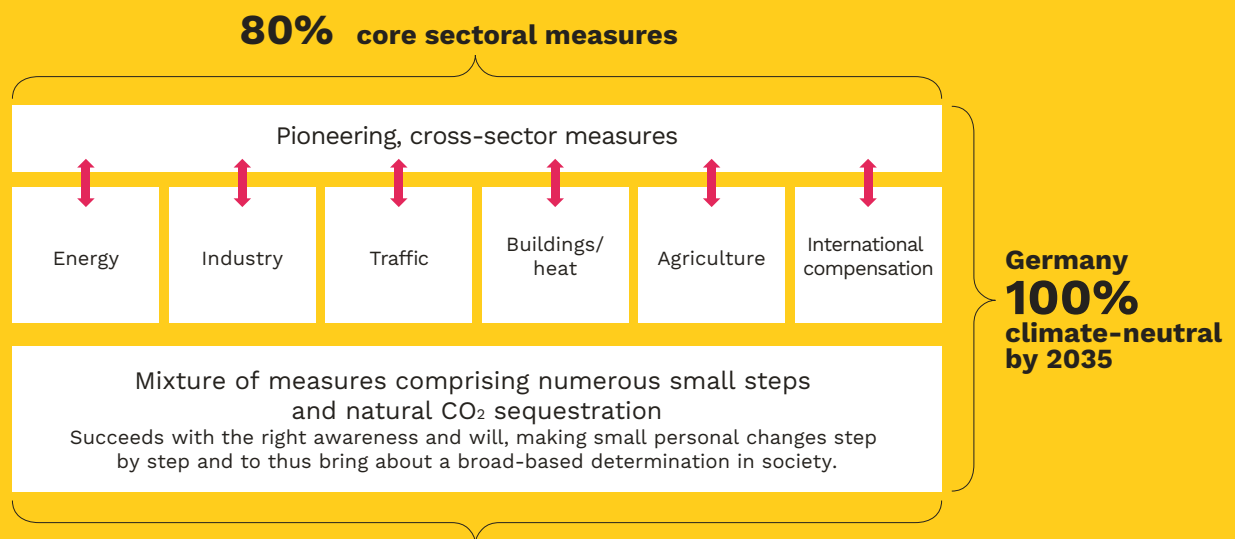 80% core sectoral measures
Pioneering, cross-sector measures
Energy
Industry
Traffic
Buildings/
heat
Agriculture
International
compensation
Germany
100%
climate-neutral
by 2035
Mixture of measures comprising numerous small steps
and natural CO₂ sequestration
Succeeds with the right awareness and will, making small personal changes step
by step and to thus bring about a broad-based determination in society.